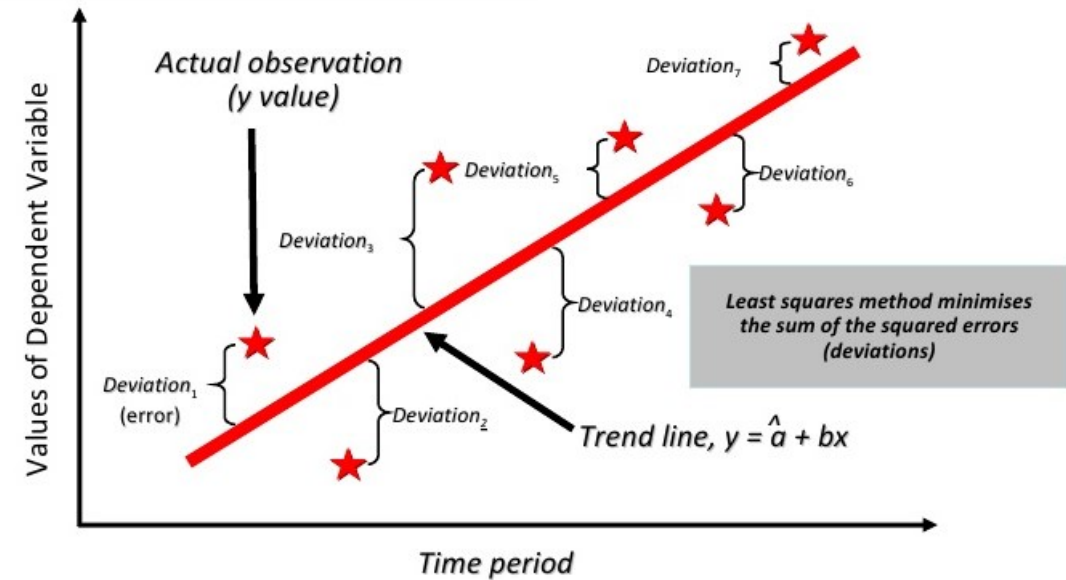 Values of Dependent Variable
Actual observation
(y value)
Deviation₇
Deviation₅
Deviation₆
Deviation₃
Deviation₄
Least squares method minimises
the sum of the squared errors
(deviations)
Deviation₁
(error)
Deviation₂
Trend line, y = â + bx
Time period